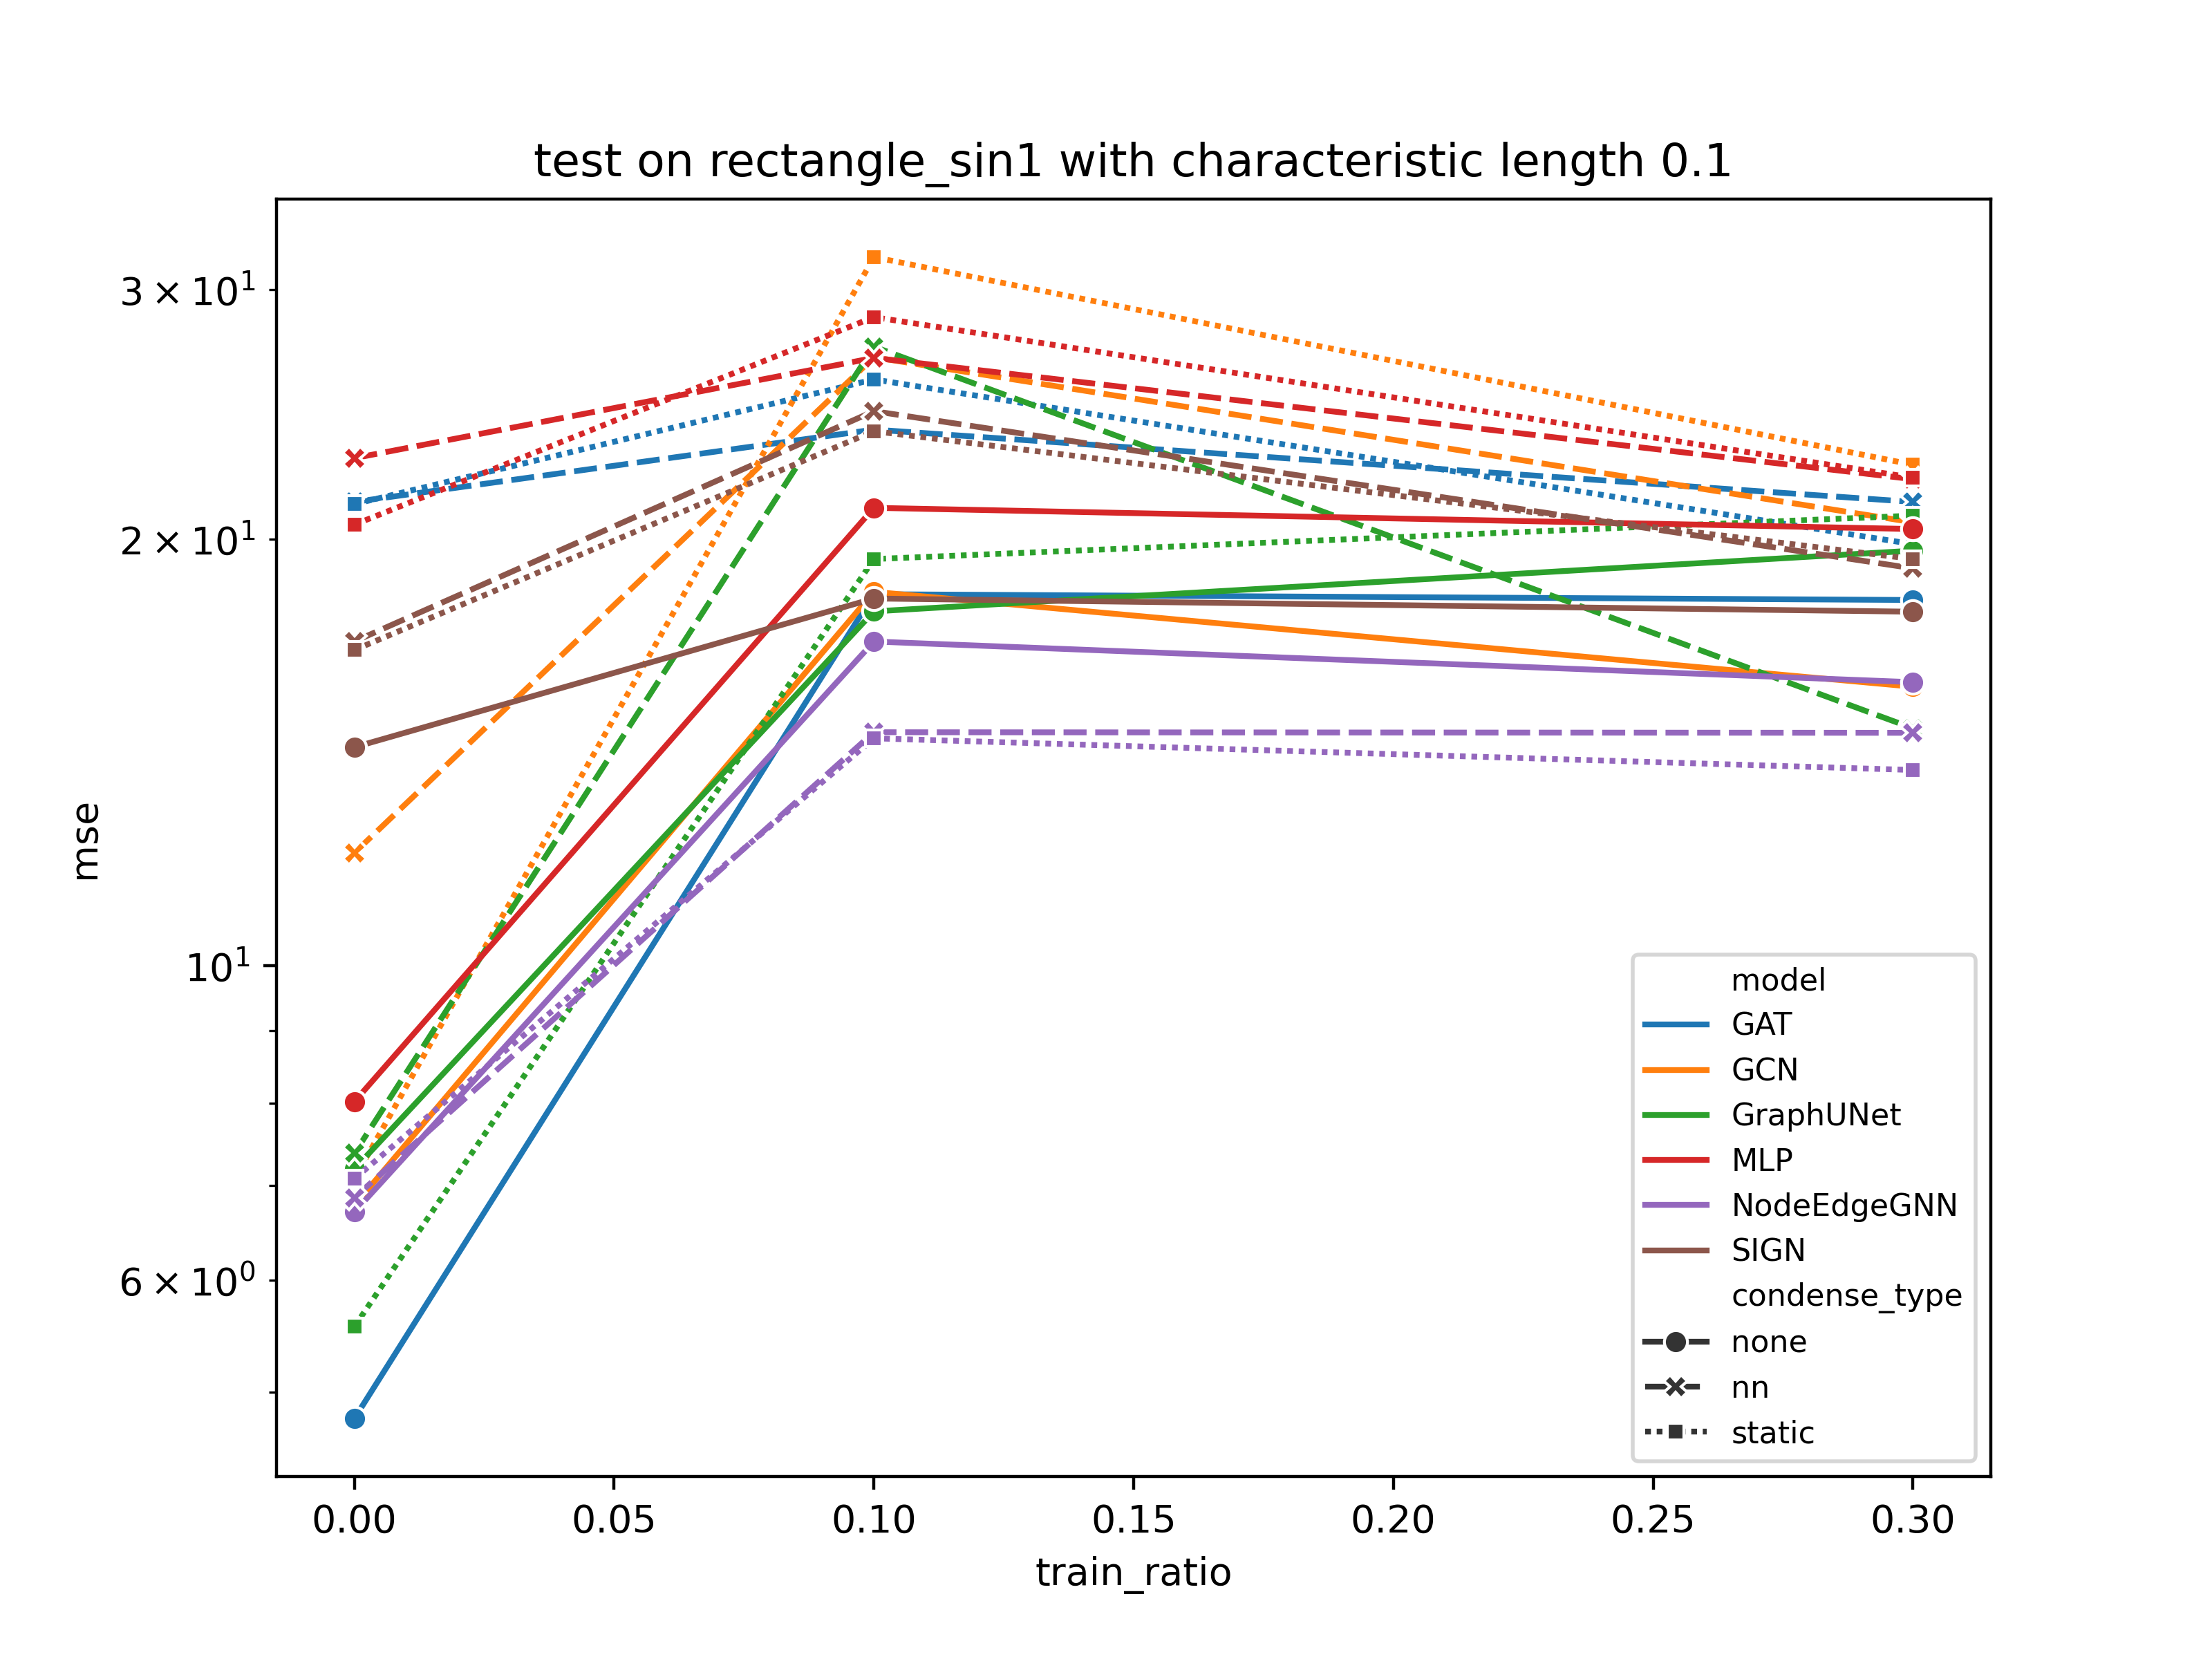 test on rectangle_sin1 with characteristic length 0.1
3 × 10¹
2 × 10¹
10¹
6 × 10⁰
mse
0.00 0.05 0.10 0.15 0.20 0.25 0.30
train_ratio
model
GAT
GCN
GraphUNet
MLP
NodeEdgeGNN
SIGN
condense_type
none
nn
static